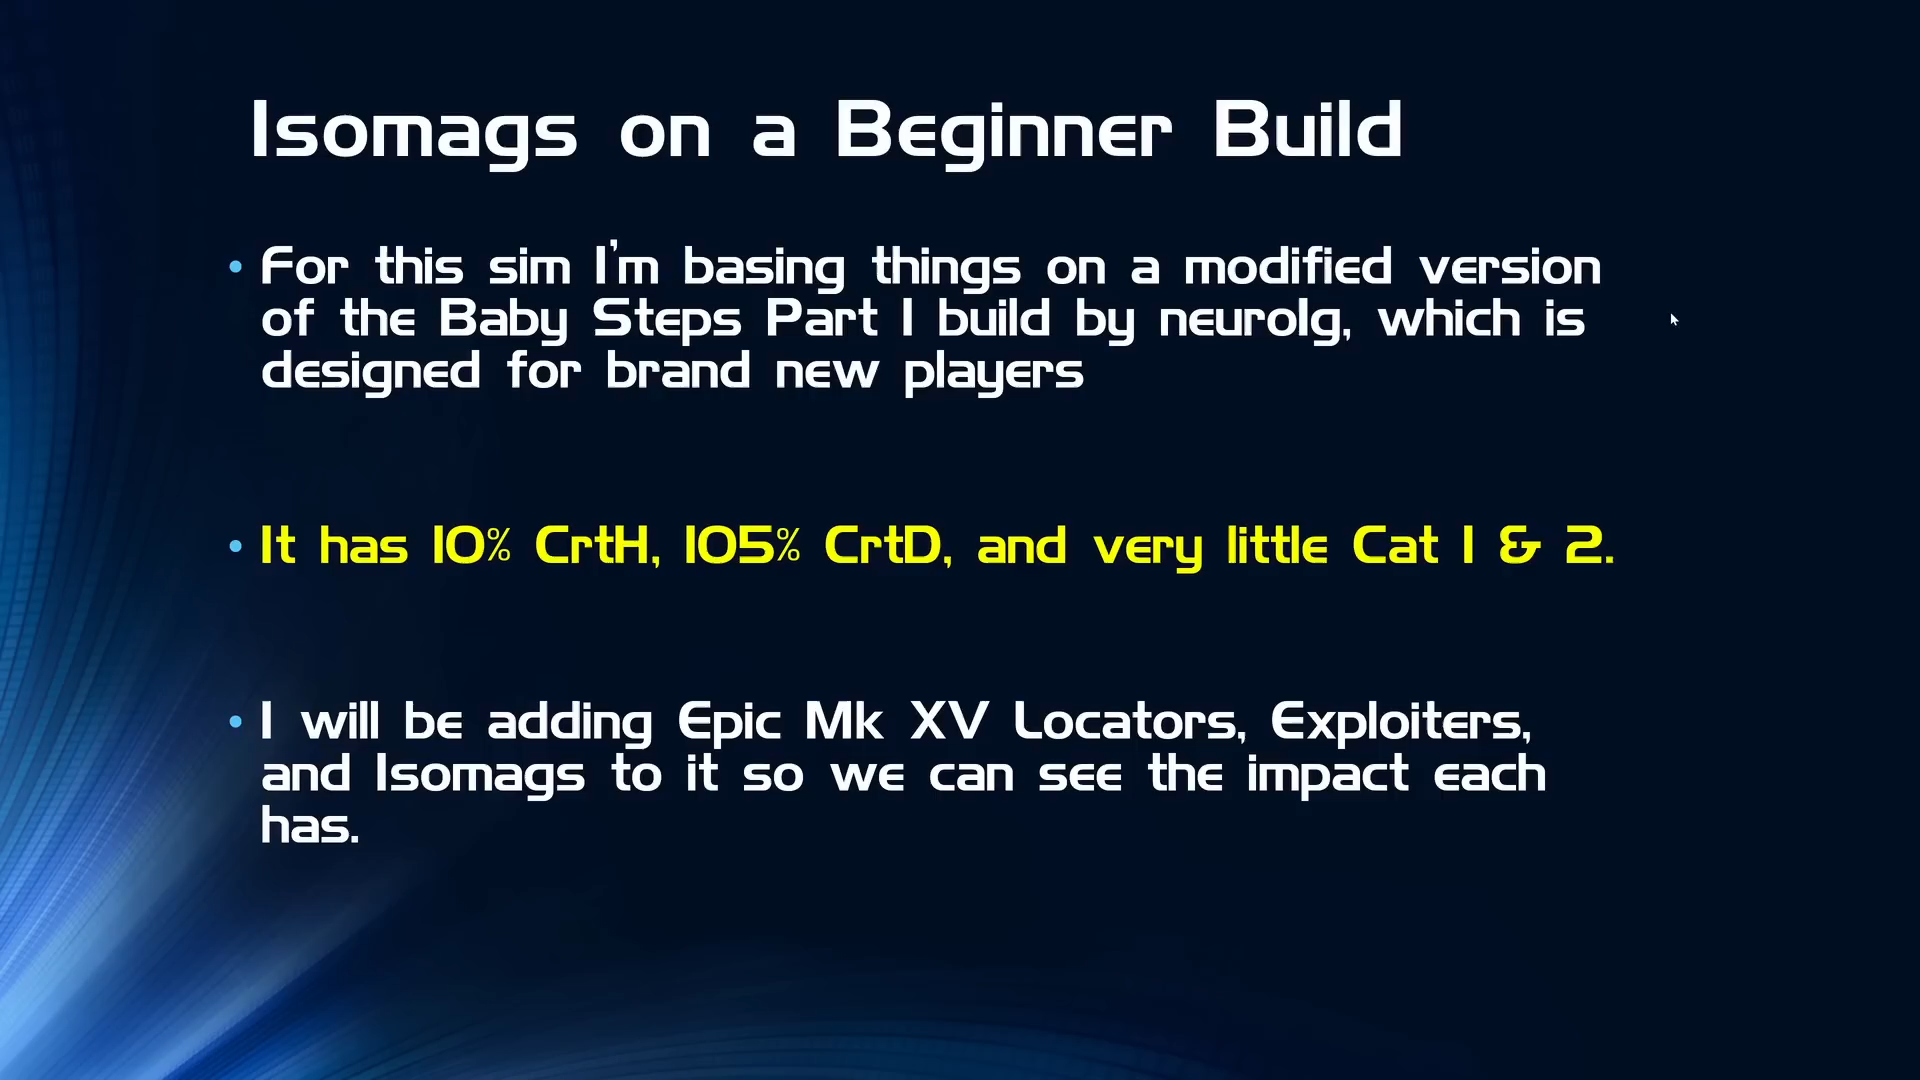 Isomags on a Beginner Build
• For this sim I'm basing things on a modified version
of the Baby Steps Part 1 build by neurolg, which is
designed for brand new players
• It has 10% CrtH, 105% CrtD, and very little Cat 1 & 2.
• I will be adding Epic Mk XV Locators, Exploiters,
and Isomags to it so we can see the impact each
has.